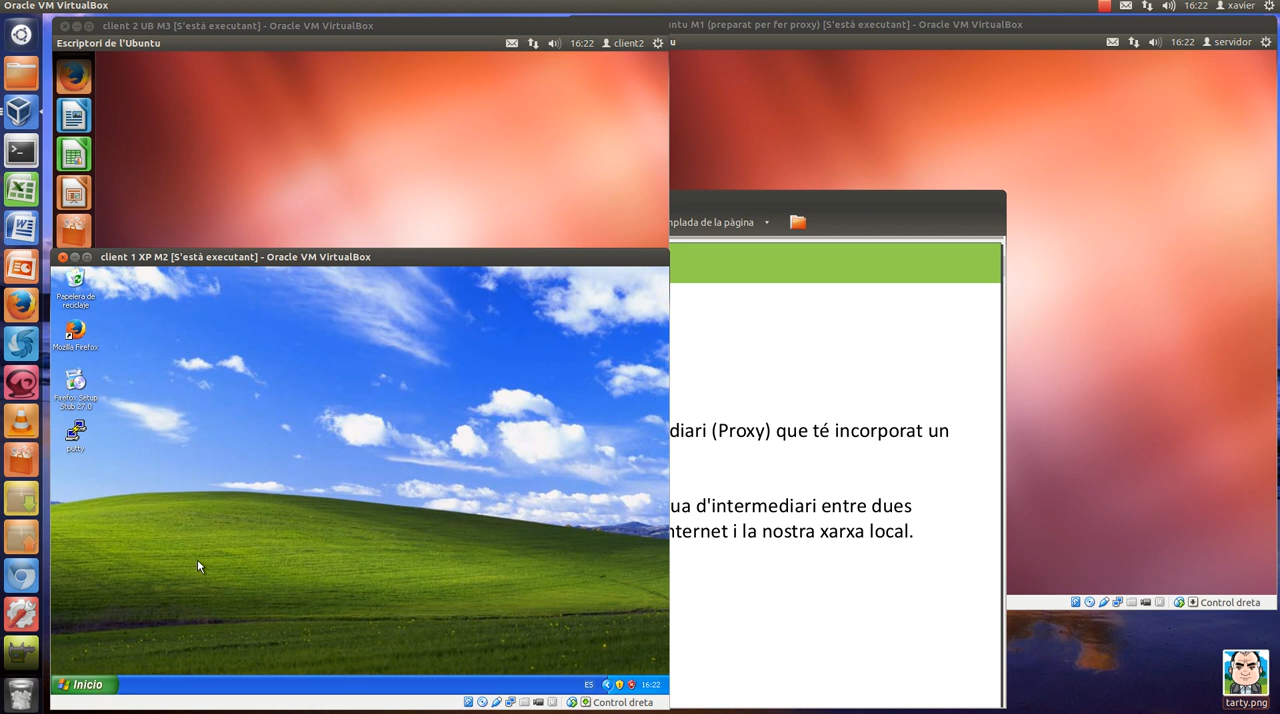 Oracle VM VirtualBox
16:22
xavier
client 2 UB M3 [S'està executant] - Oracle VM VirtualBox
ntu M1 (preparat per fer proxy) [S'està executant] - Oracle VM VirtualBox
Escriptori de l'Ubuntu
16:22
client2
u
16:22
servidor
mplada de la pàgina
client 1 XP M2 [S'està executant] - Oracle VM VirtualBox
Papelera de
reciclaje
Mozilla Firefox
Firefox Setup
Stub 27.0
putty
diari (Proxy) que té incorporat un
ua d'intermediari entre dues
nternet i la nostra xarxa local.
Inicio
ES
16:22
Control dreta
Control dreta
tarty.png